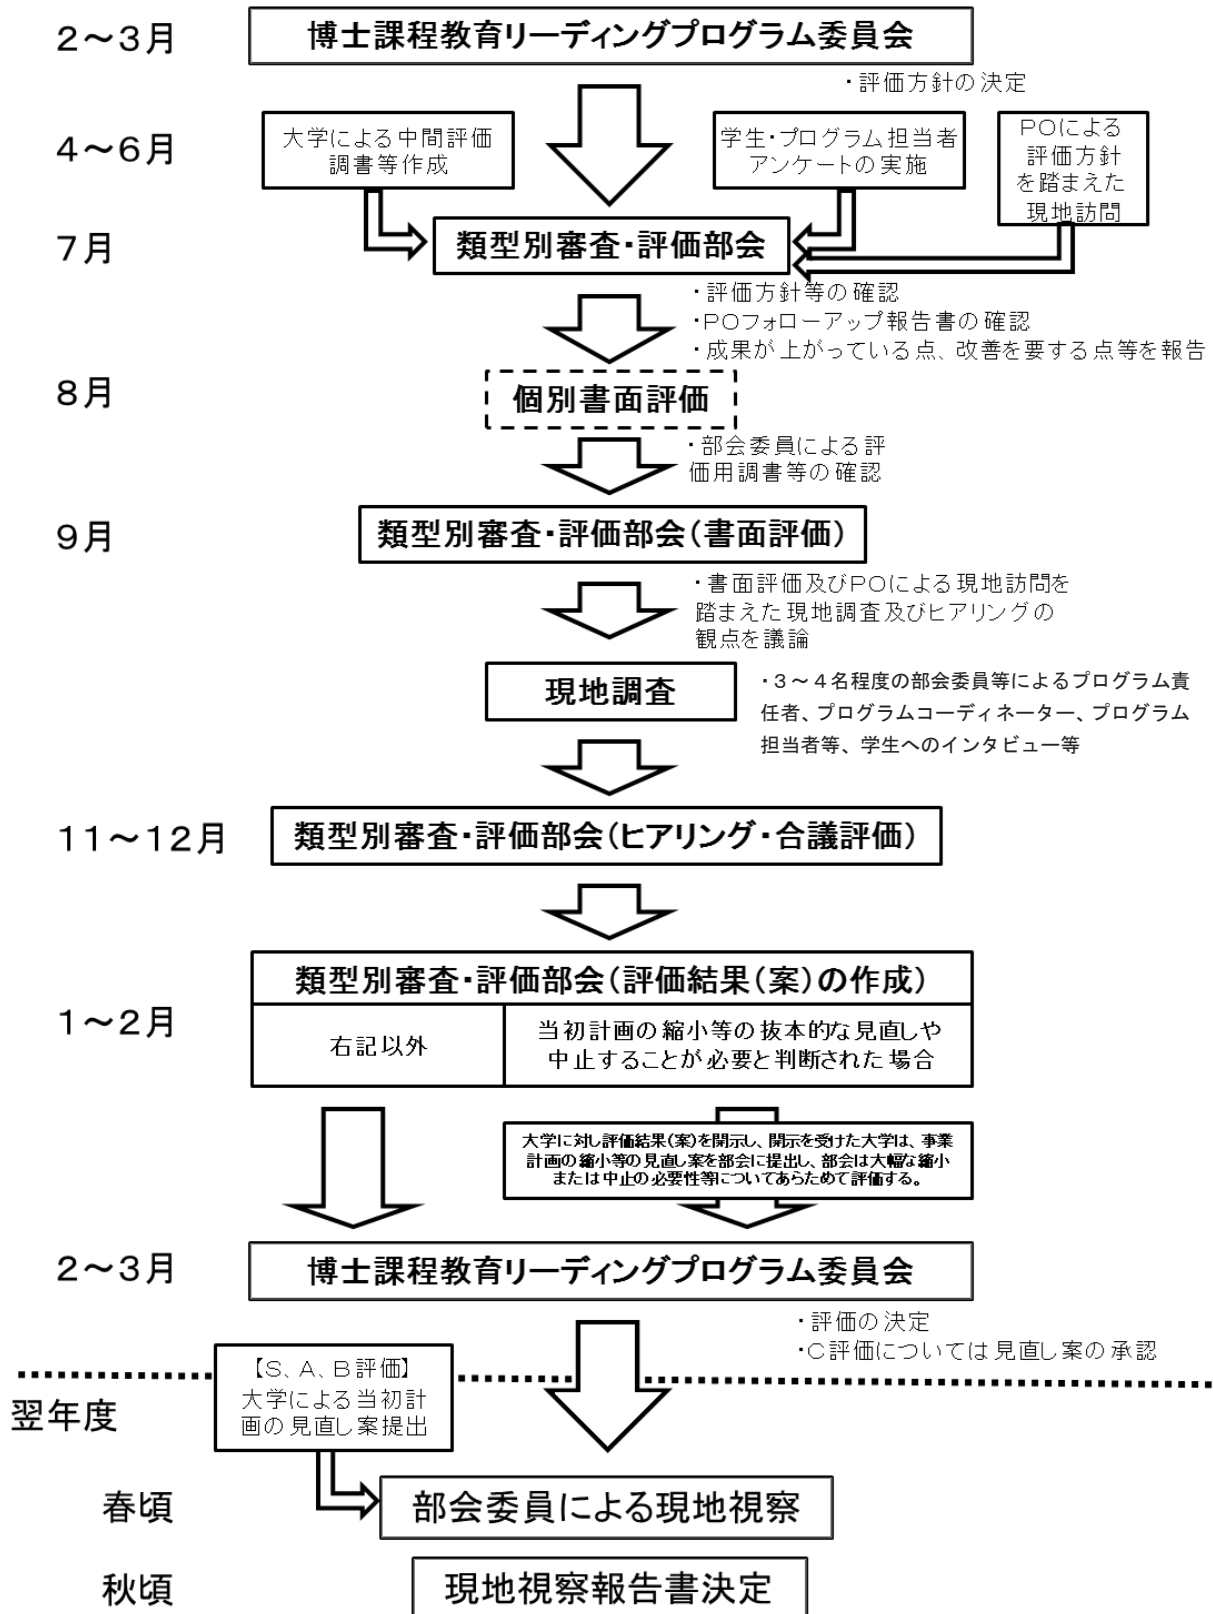 2～3月
博士課程教育リーディングプログラム委員会
・評価方針の決定
4～6月
大学による中間評価
調書等作成
学生・プログラム担当者
アンケートの実施
POによる
評価方針
を踏まえた
現地訪問
7月
類型別審査・評価部会
・評価方針等の確認
・POフォローアップ報告書の確認
・成果が上がっている点、改善を要する点等を報告
8月
個別書面評価
・部会委員による評
価用調書等の確認
9月
類型別審査・評価部会(書面評価)
・書面評価及びPOによる現地訪問を
踏まえた現地調査及びヒアリングの
観点を議論
現地調査
・3～4名程度の部会委員等によるプログラム責
任者、プログラムコーディネーター、プログラム
担当者等、学生へのインタビュー等
11～12月
類型別審査・評価部会(ヒアリング・合議評価)
1～2月
類型別審査・評価部会(評価結果(案)の作成)
右記以外
当初計画の縮小等の抜本的な見直しや
中止することが必要と判断された場合
大学に対し評価結果(案)を開示し、開示を受けた大学は、事業
計画の縮小等の見直し案を部会に提出し、部会は大幅な縮小
または中止の必要性等についてあらためて評価する。
2～3月
博士課程教育リーディングプログラム委員会
・評価の決定
・C評価については見直し案の承認
【S、A、B評価】
大学による当初計
画の見直し案提出
翌年度
春頃
部会委員による現地視察
秋頃
現地視察報告書決定